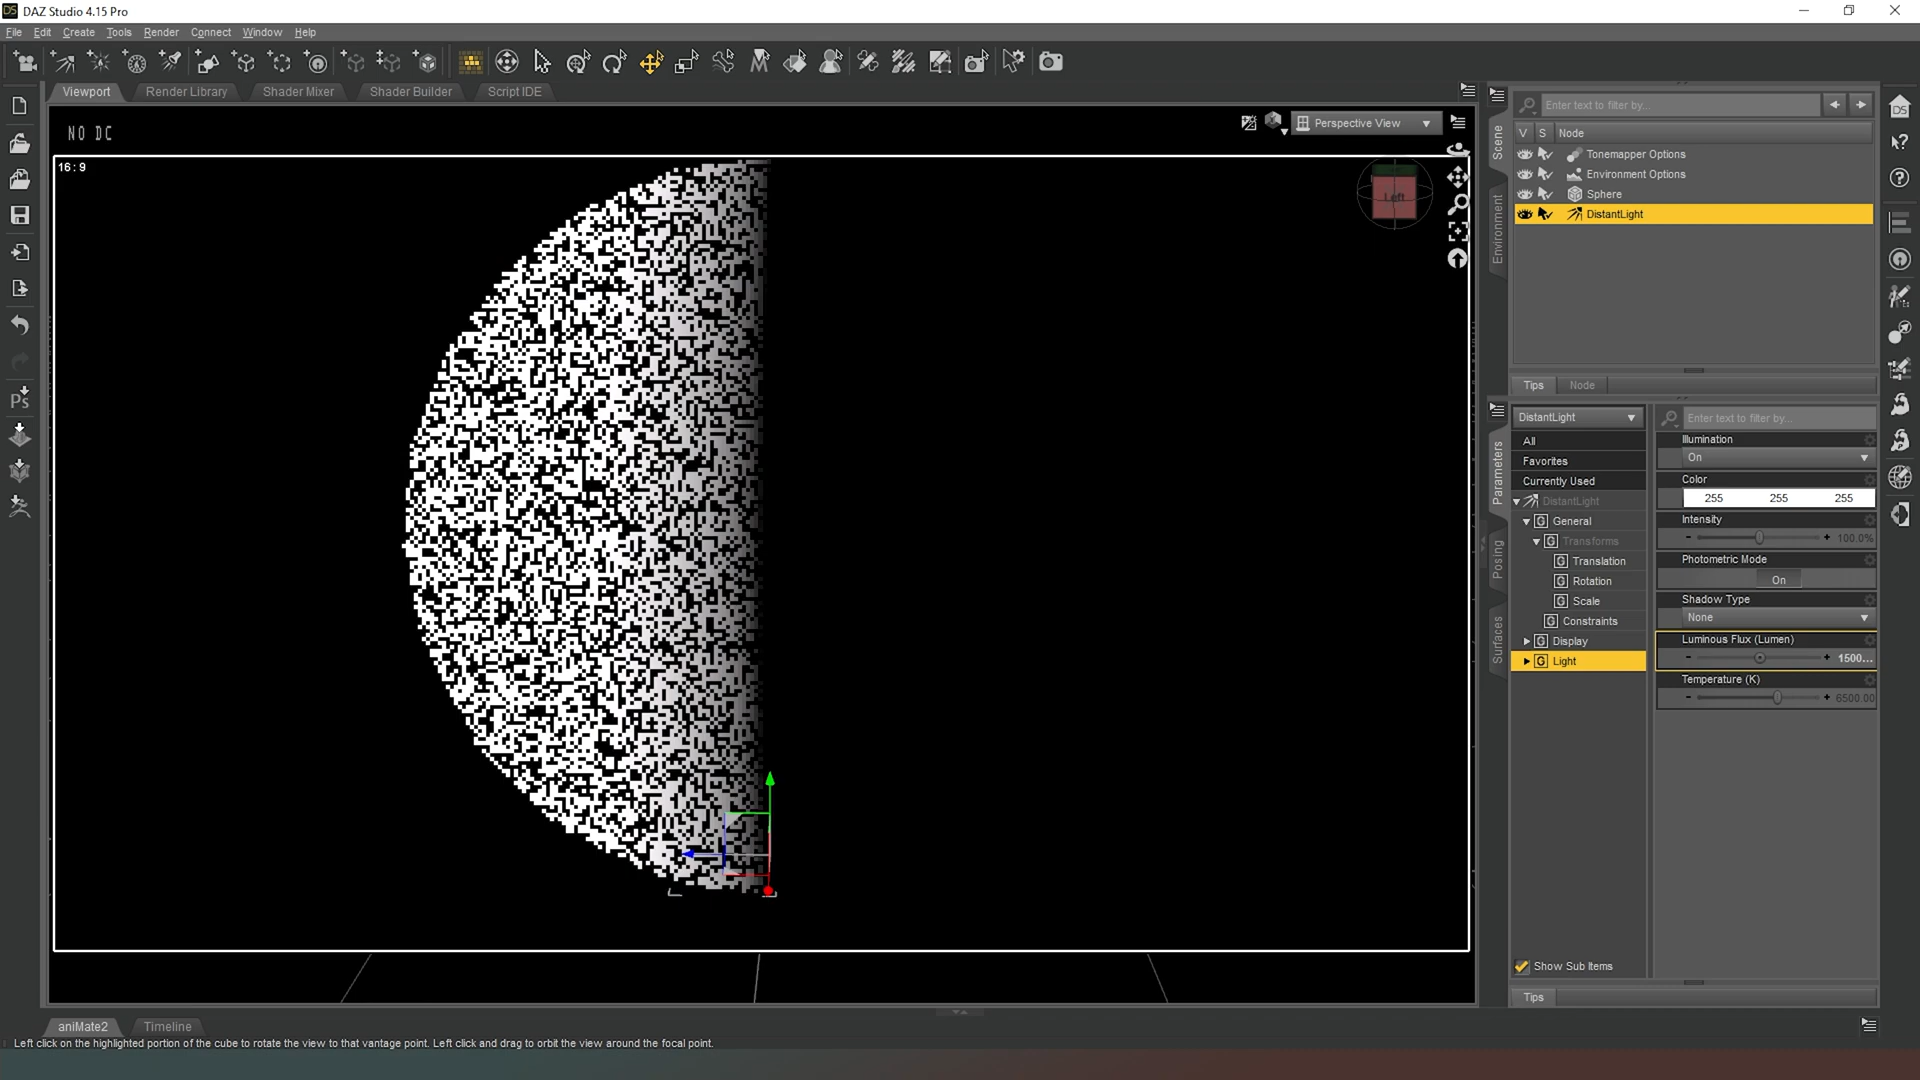 DS DAZ Studio 4.15 Pro
File Edit Create Tools Render Connect Window Help
Viewport Render Library Shader Mixer Shader Builder Script IDE
NO DC
Perspective View
16:9
Left
Enter text to filter by...
V S Node
Tonemapper Options
Environment Options
Sphere
DistantLight
Scene
Environment
Tips Node
DistantLight
Enter text to filter by...
All
Favorites
Currently Used
DistantLight
General
Transforms
Translation
Rotation
Scale
Constraints
Display
Light
Parameters
Posing
Surfaces
Illumination
On
Color
255 255 255
Intensity
- + 100.0%
Photometric Mode
On
Shadow Type
None
Luminous Flux (Lumen)
- + 1500...
Temperature (K)
- + 6500.00
Show Sub Items
Tips
Ps
DS
aniMate2 Timeline
Left click on the highlighted portion of the cube to rotate the view to that vantage point. Left click and drag to orbit the view around the focal point.